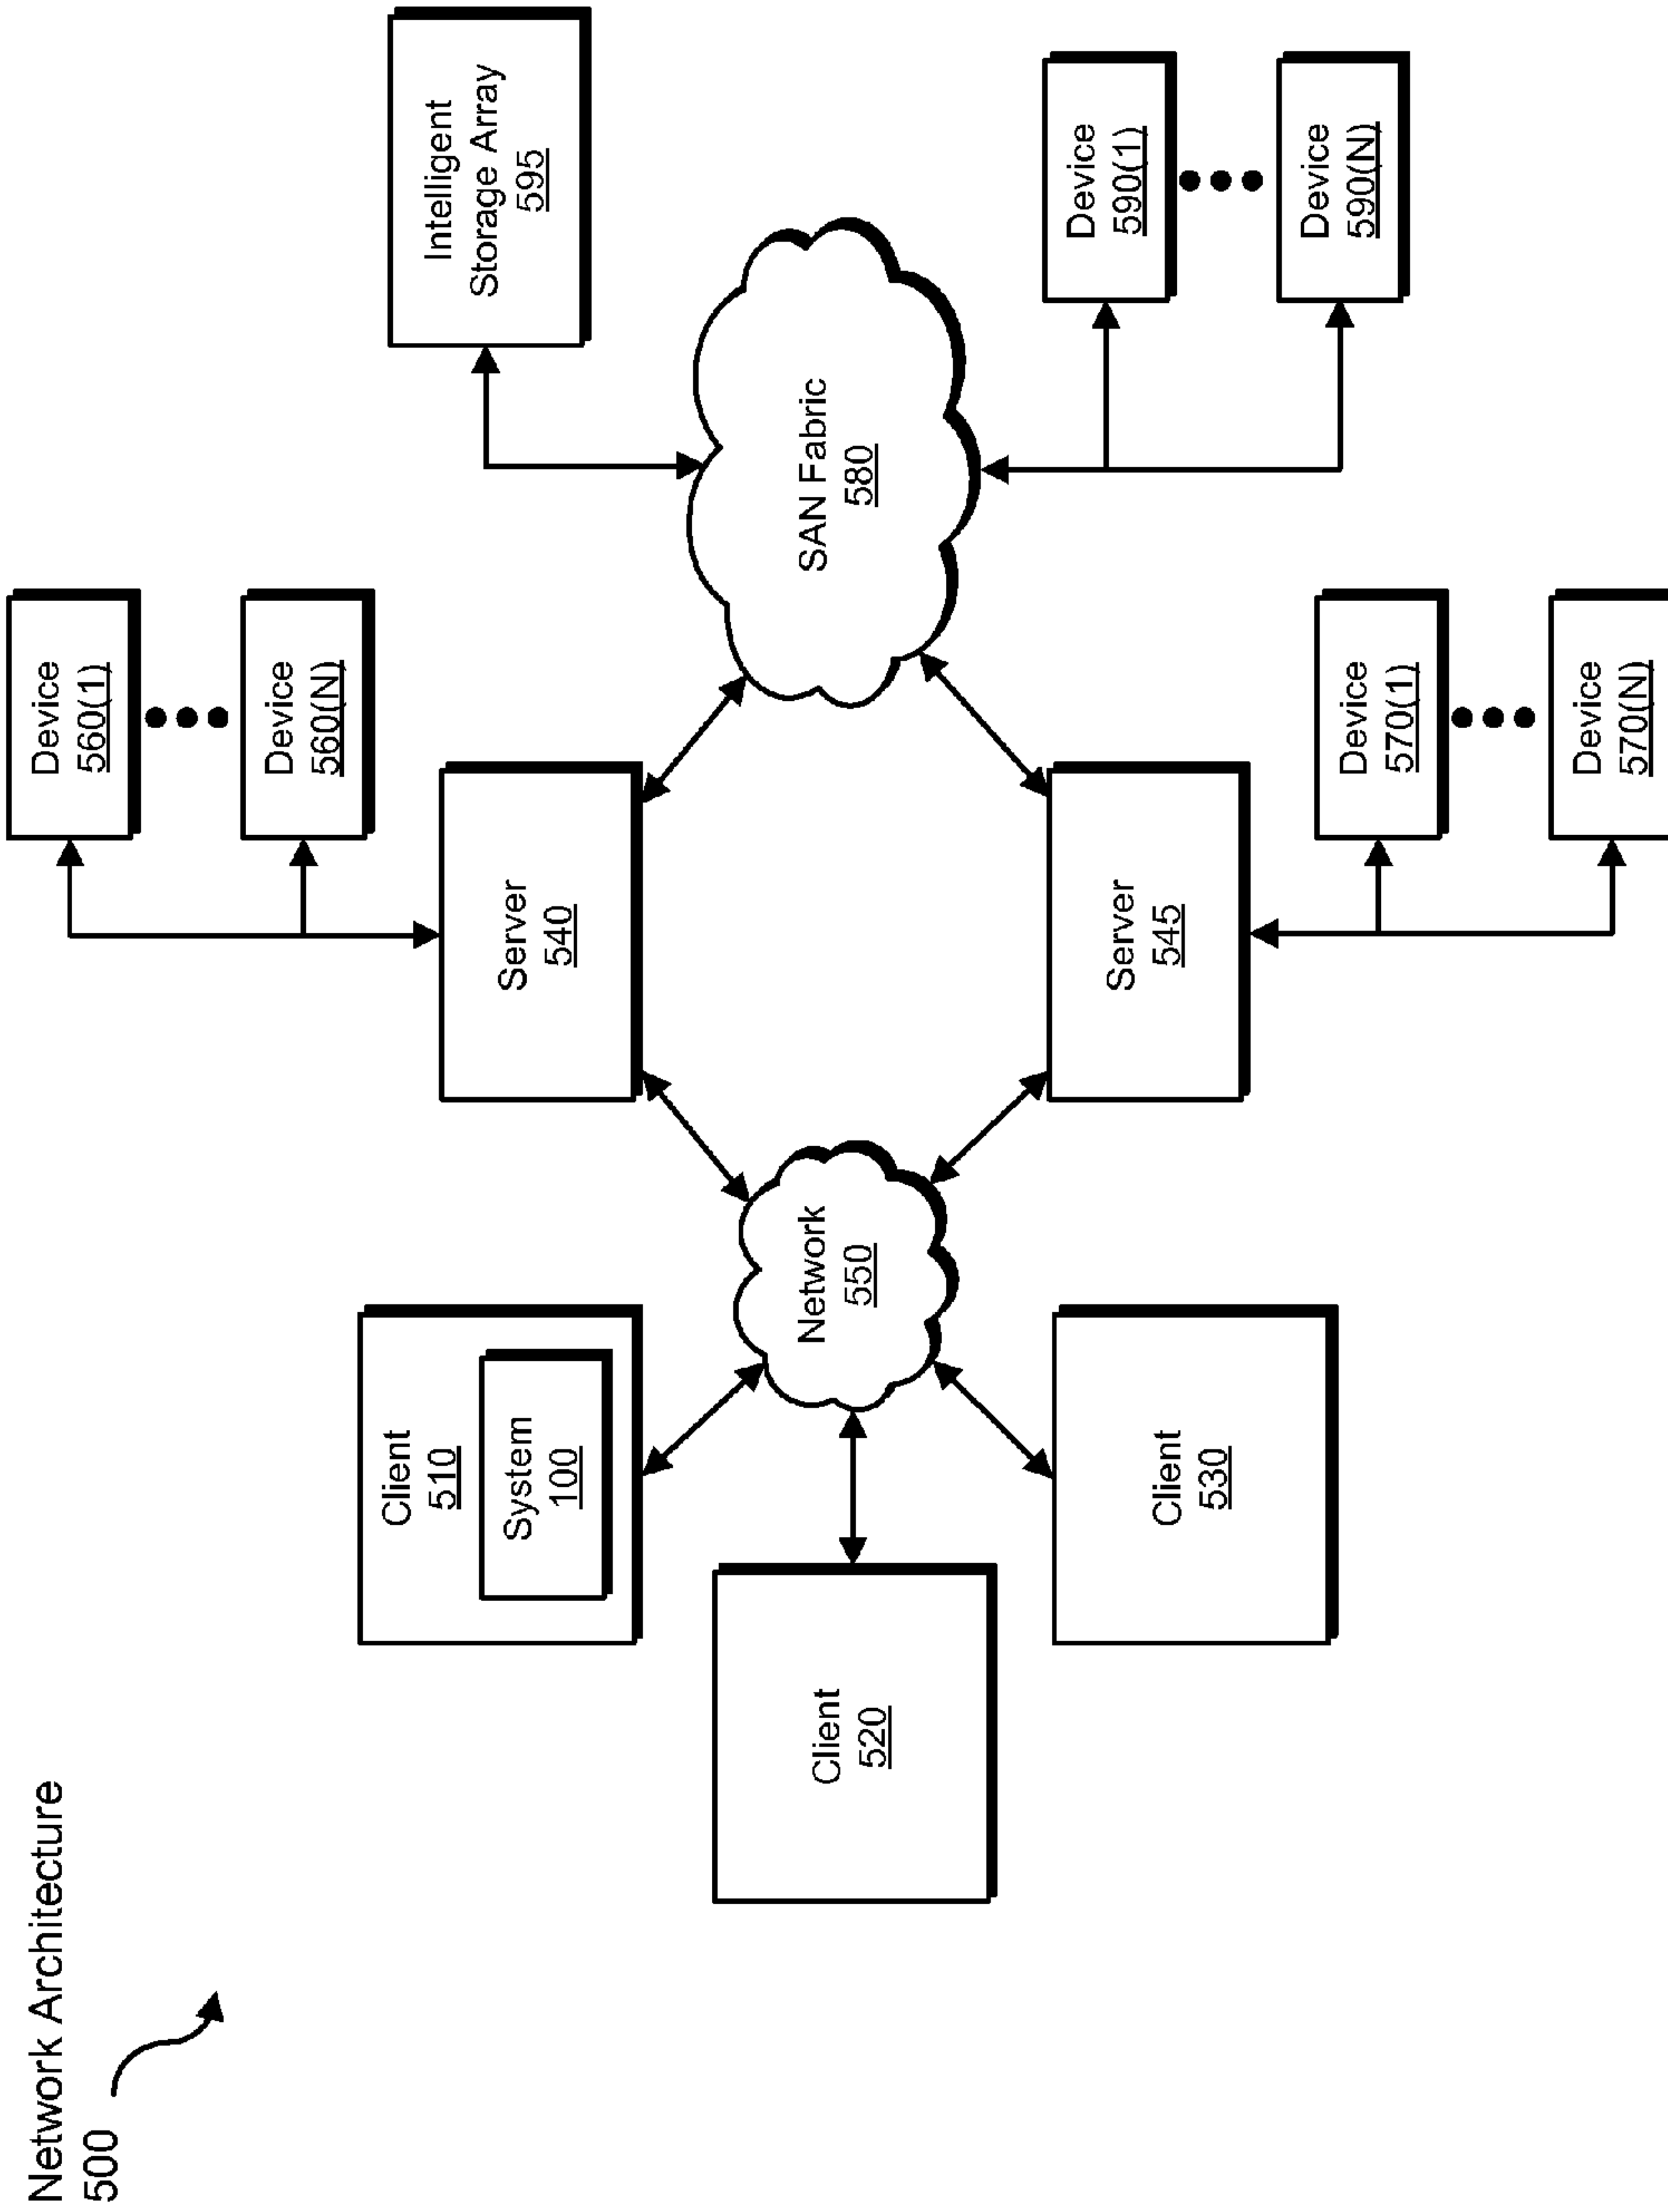 Network Architecture
500
Client
510
System
100
Client
520
Client
530
Network
550
Server
540
Server
545
Device
560(1)
Device
560(N)
Device
570(1)
Device
570(N)
SAN Fabric
580
Intelligent
Storage Array
595
Device
590(1)
Device
590(N)